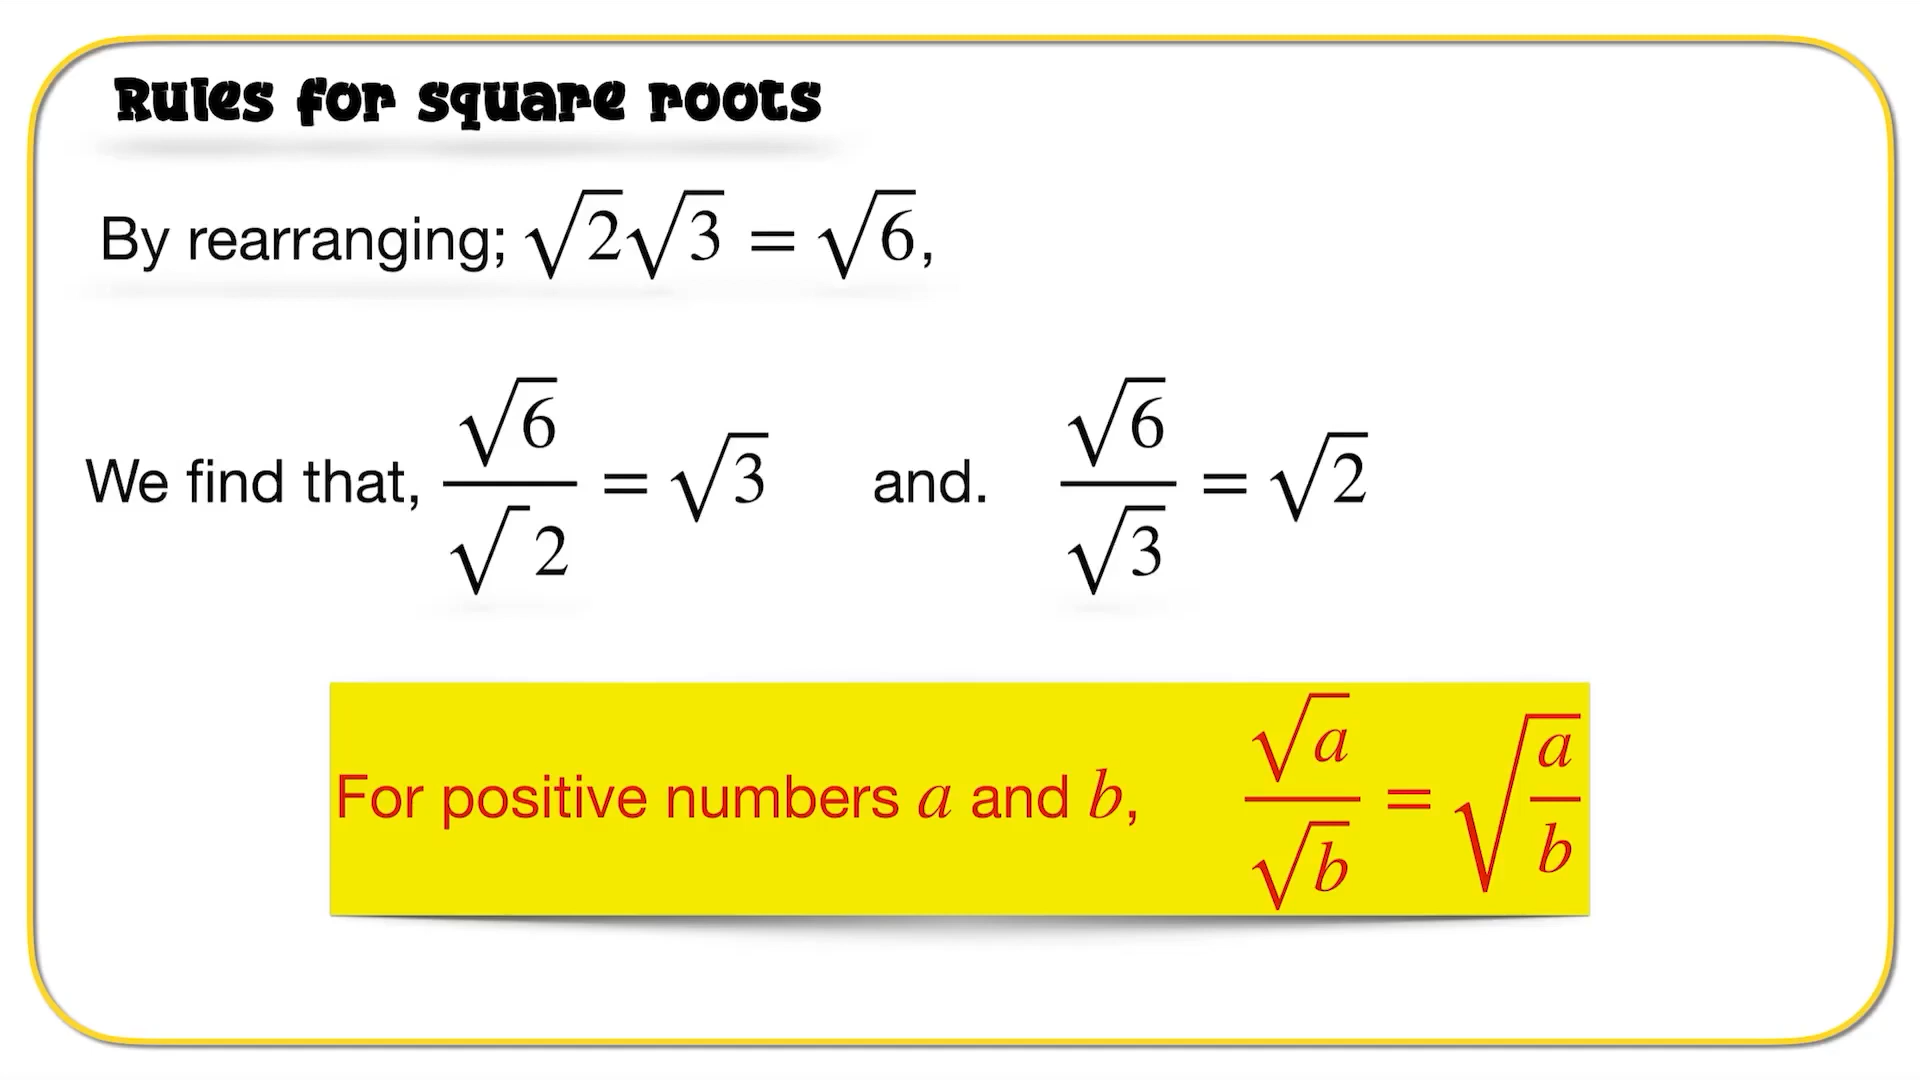 Rules for square roots
By rearranging; √2√3 = √6,
We find that, √6/√2 = √3 and. √6/√3 = √2
For positive numbers a and b, √a/√b = √(a/b)